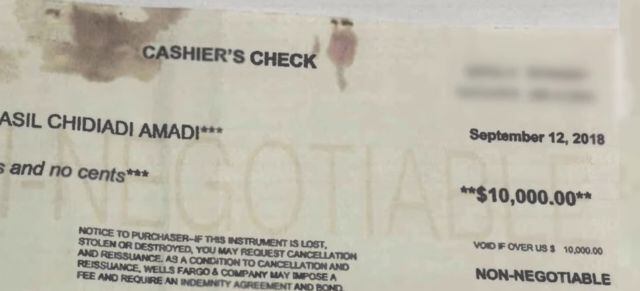 CASHIER'S CHECK
ASIL CHIDIADI AMADI***
September 12, 2018
s and no cents***
**$10,000.00**
NON-NEGOTIABLE
NOTICE TO PURCHASER–IF THIS INSTRUMENT IS LOST,
STOLEN OR DESTROYED, YOU MAY REQUEST CANCELLATION
AND REISSUANCE. AS A CONDITION TO CANCELLATION AND
REISSUANCE, WELLS FARGO & COMPANY MAY IMPOSE A
FEE AND REQUIRE AN INDEMNITY AGREEMENT AND BOND.
VOID IF OVER US $ 10,000.00
NON-NEGOTIABLE